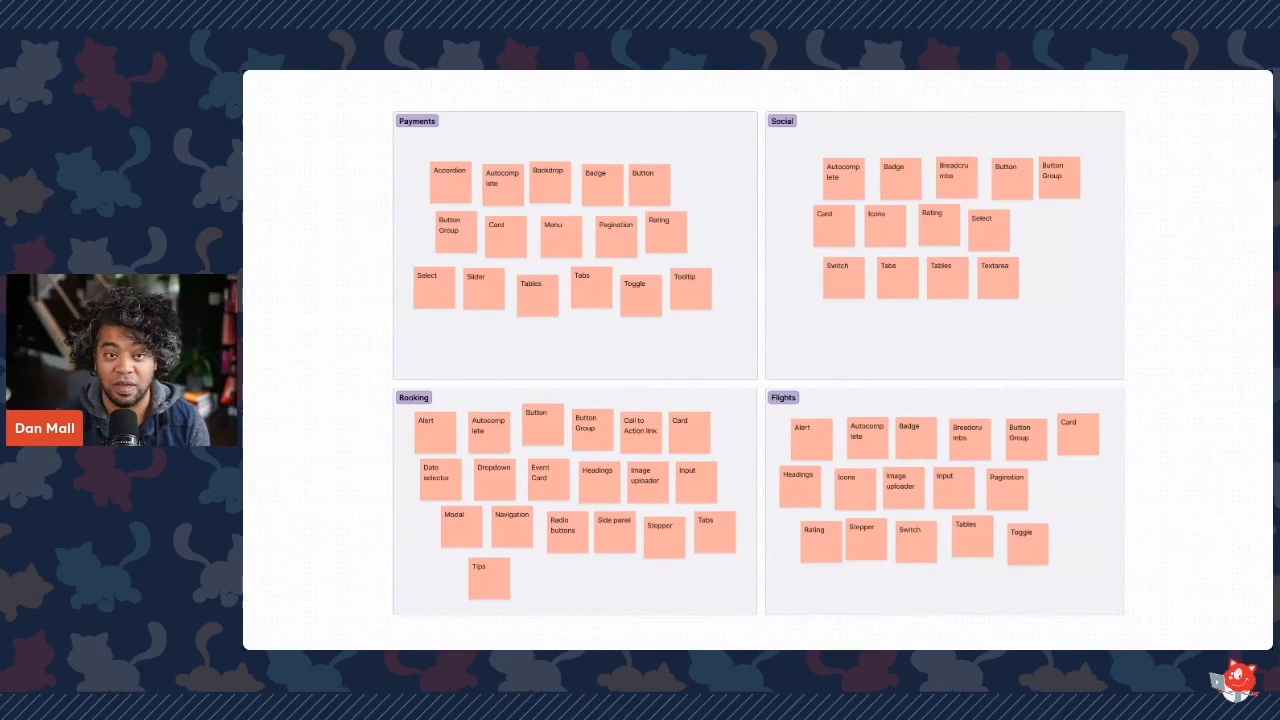 Payments
Accordion
Autocomp
lete
Backdrop
Badge
Button
Button
Group
Card
Menu
Pagination
Rating
Select
Slider
Tables
Tabs
Toggle
Tooltip
Social
Autocomp
lete
Badge
Breadcru
mbs
Button
Button
Group
Card
Icons
Rating
Select
Switch
Tabs
Tables
Textarea
Booking
Alert
Autocomp
lete
Button
Button
Group
Call to
Action link
Card
Date
selector
Dropdown
Event
Card
Headings
Image
uploader
Input
Modal
Navigation
Radio
buttons
Side panel
Stepper
Tabs
Tips
Flights
Alert
Autocomp
lete
Badge
Breadcru
mbs
Button
Group
Card
Headings
Icons
Image
uploader
Input
Pagination
Rating
Stepper
Switch
Tables
Toggle
Dan Mall